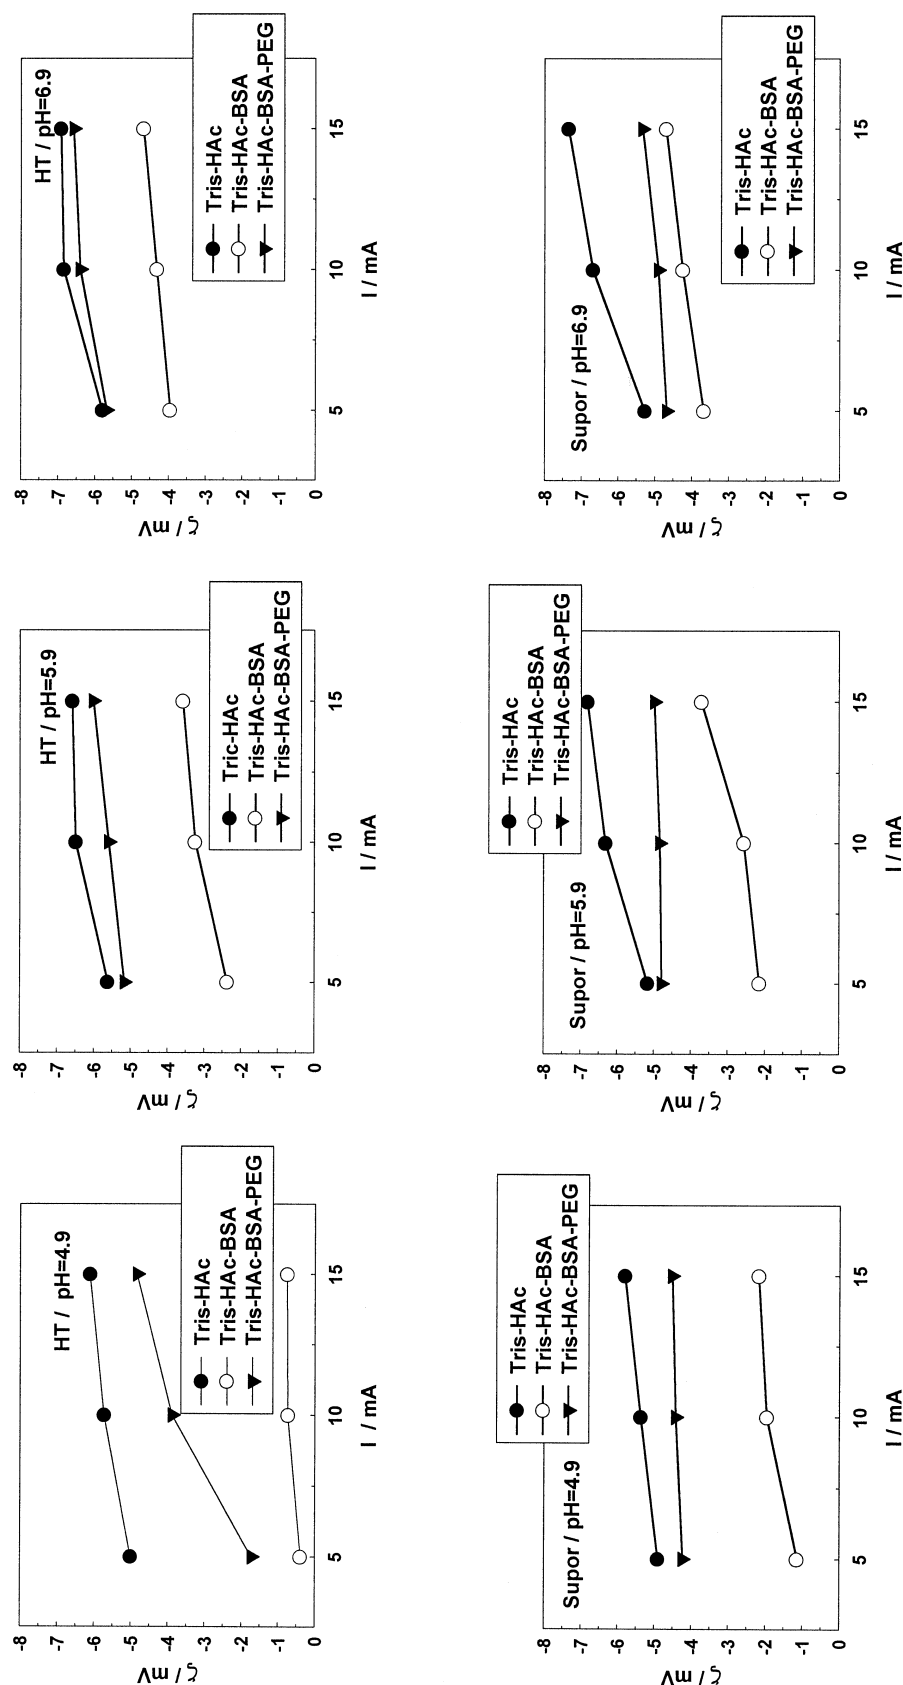 HT / pH=4.9
ζ / mV
-8
-7
-6
-5
-4
-3
-2
-1
0
Tris-HAc
Tris-HAc-BSA
Tris-HAc-BSA-PEG
5 10 15
I / mA
HT / pH=5.9
ζ / mV
-8
-7
-6
-5
-4
-3
-2
-1
0
Tric-HAc
Tris-HAc-BSA
Tris-HAc-BSA-PEG
5 10 15
I / mA
HT / pH=6.9
ζ / mV
-8
-7
-6
-5
-4
-3
-2
-1
0
Tris-HAc
Tris-HAc-BSA
Tris-HAc-BSA-PEG
5 10 15
I / mA
Tris-HAc
Tris-HAc-BSA
Tris-HAc-BSA-PEG
Supor / pH=4.9
ζ / mV
-8
-7
-6
-5
-4
-3
-2
-1
0
5 10 15
I / mA
Tris-HAc
Tris-HAc-BSA
Tris-HAc-BSA-PEG
Supor / pH=5.9
ζ / mV
-8
-7
-6
-5
-4
-3
-2
-1
0
5 10 15
I / mA
Supor / pH=6.9
ζ / mV
-8
-7
-6
-5
-4
-3
-2
-1
0
Tris-HAc
Tris-HAc-BSA
Tris-HAc-BSA-PEG
5 10 15
I / mA